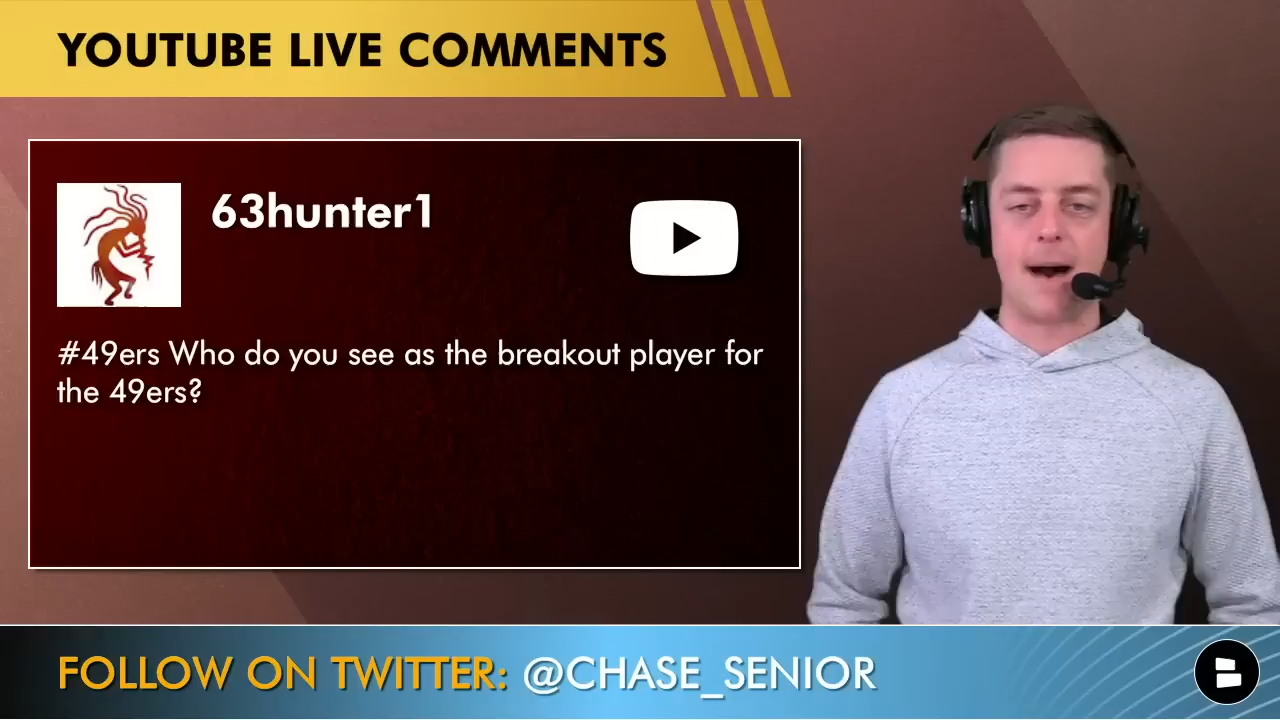 YOUTUBE LIVE COMMENTS
63hunter1
#49ers Who do you see as the breakout player for
the 49ers?
FOLLOW ON TWITTER: @CHASE_SENIOR